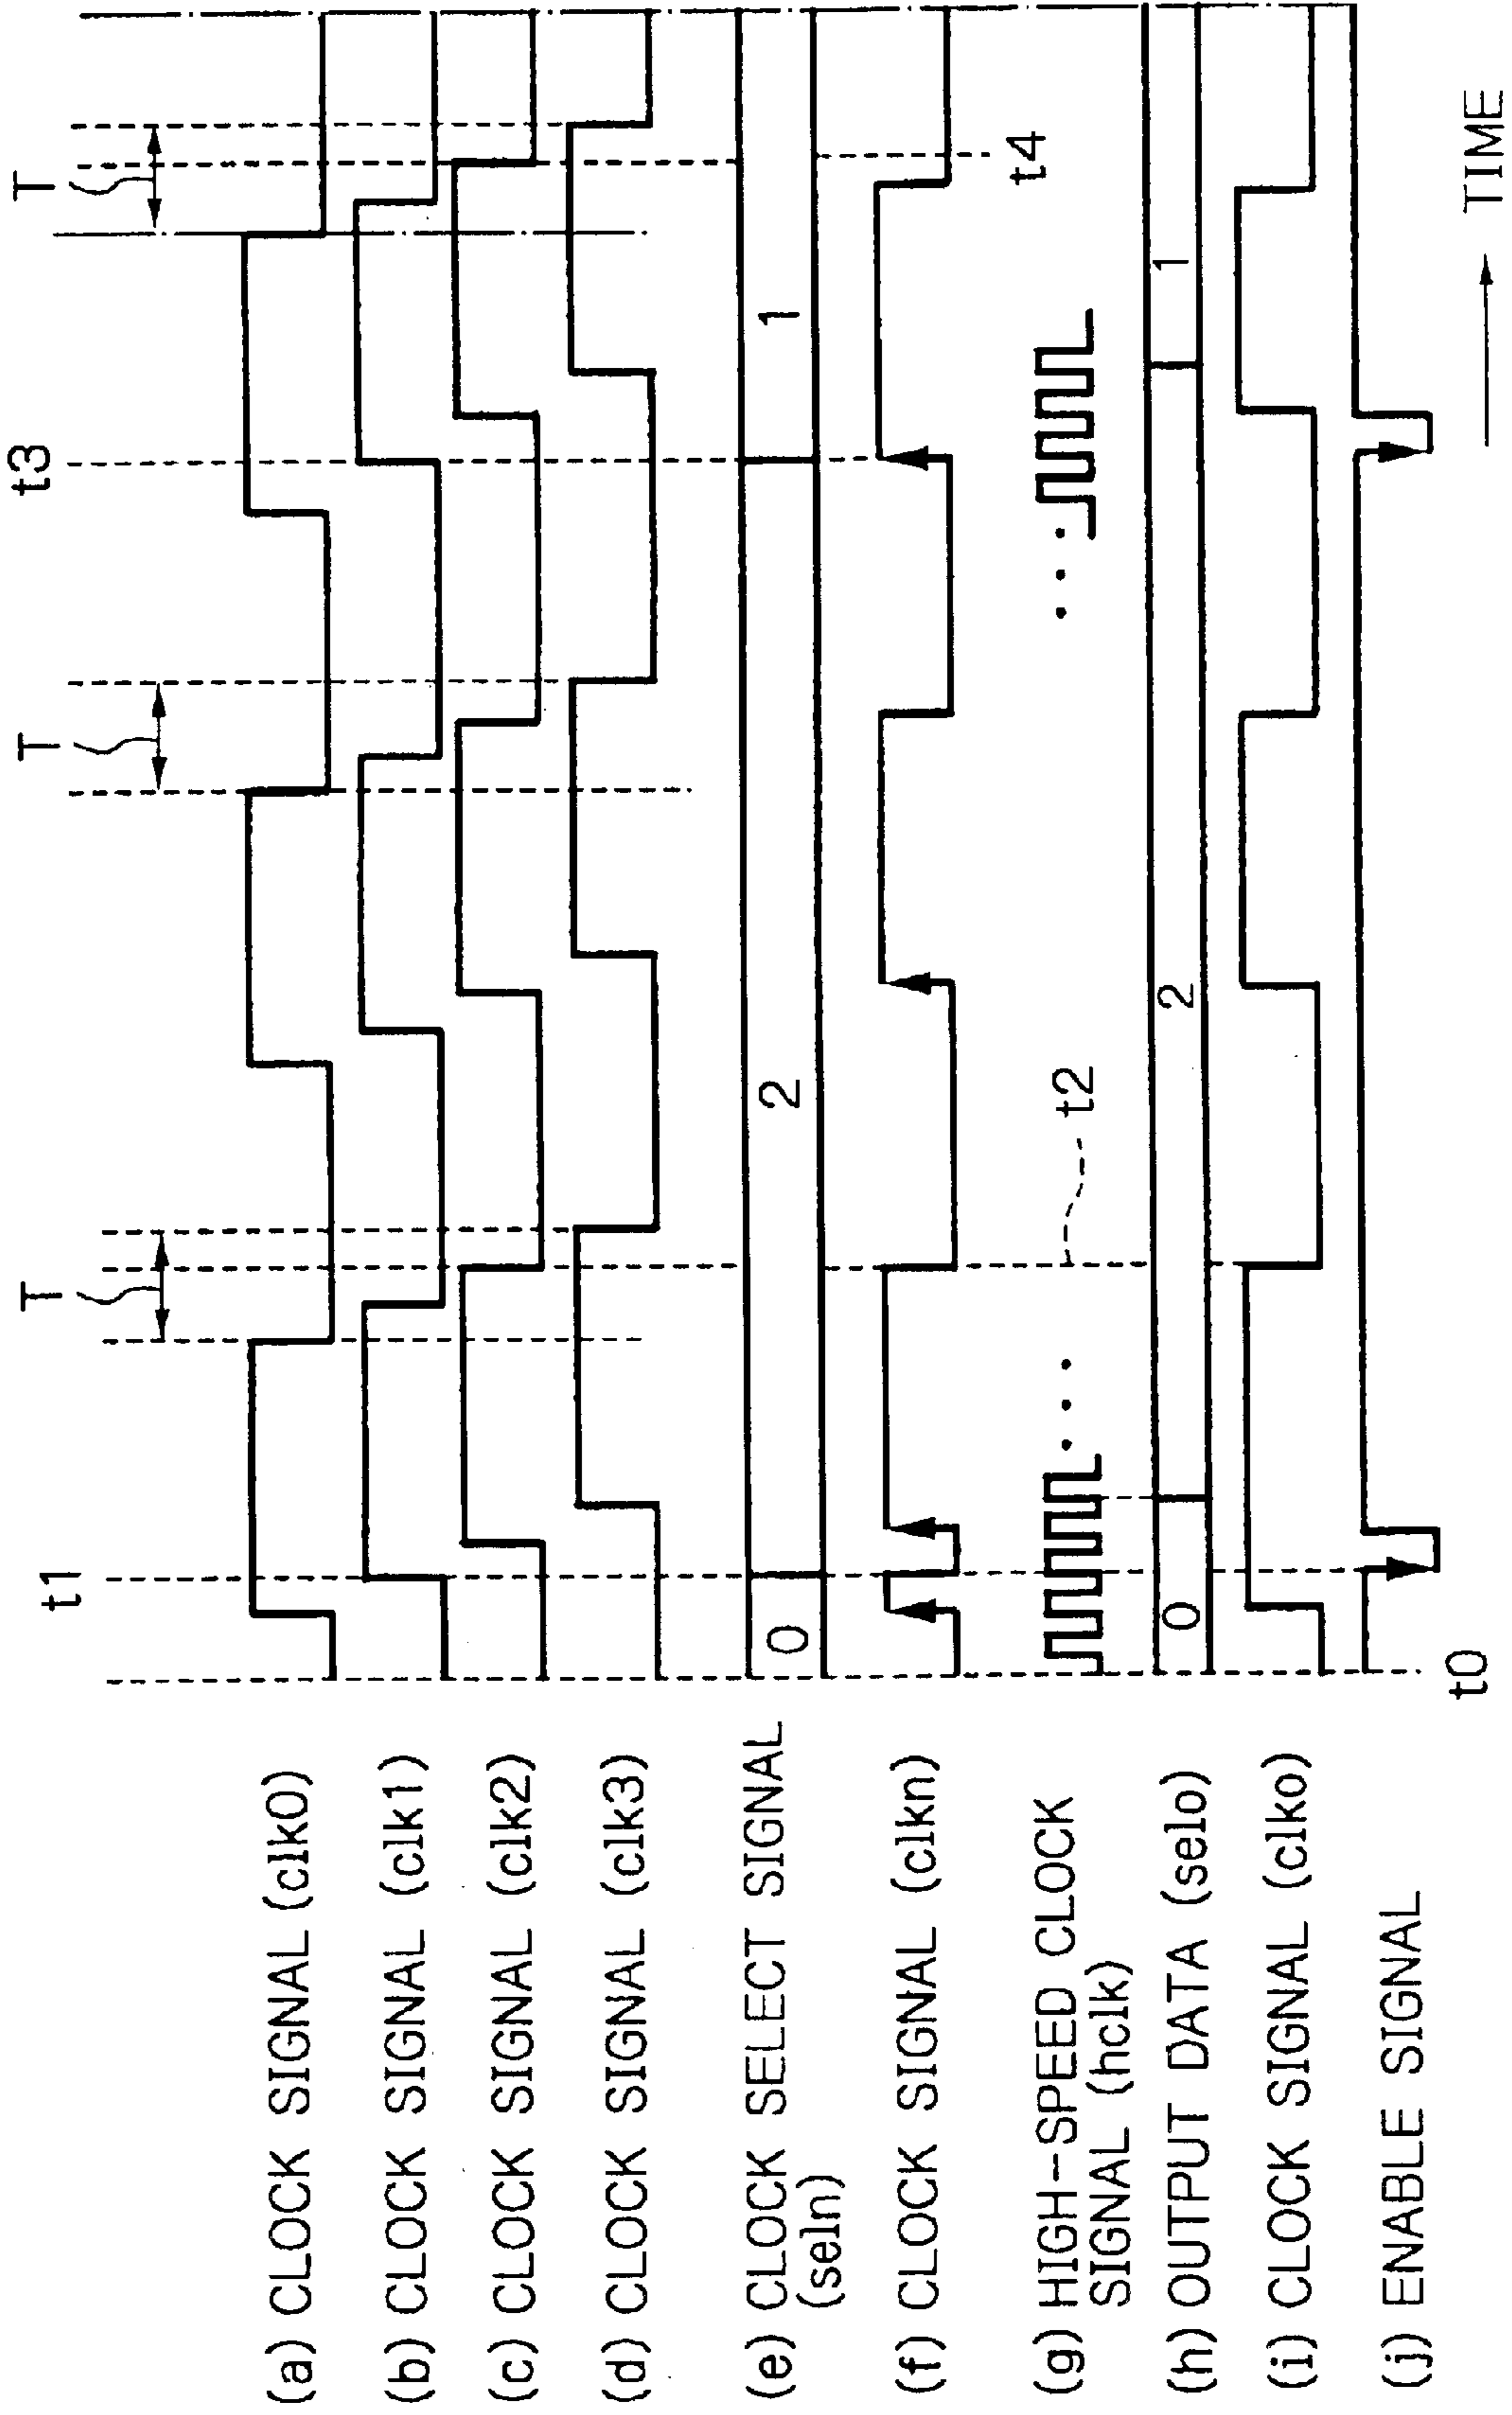 T
T
T
t1
t3
(a) CLOCK SIGNAL (clk0)
(b) CLOCK SIGNAL (clk1)
(c) CLOCK SIGNAL (clk2)
(d) CLOCK SIGNAL (clk3)
(e) CLOCK SELECT SIGNAL
(seln)
0
2
1
(f) CLOCK SIGNAL (clkn)
t4
(g) HIGH-SPEED CLOCK
SIGNAL (hclk)
t2
(h) OUTPUT DATA (selo)
0
2
1
(i) CLOCK SIGNAL (clko)
(j) ENABLE SIGNAL
t0
TIME